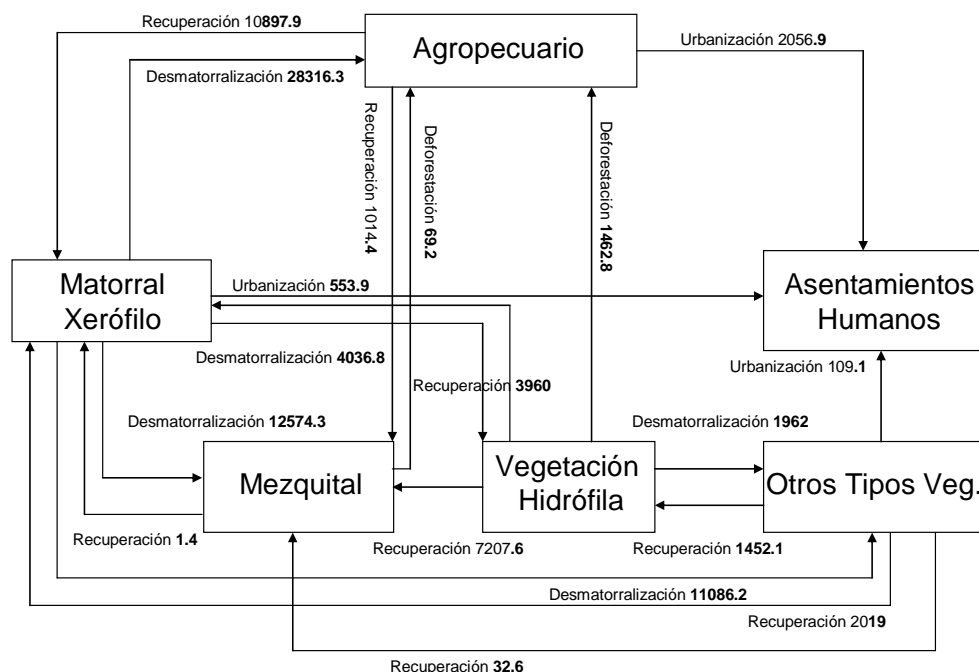 Recuperación 10897.9
Agropecuario
Urbanización 2056.9
Desmatorralización 28316.3
Recuperación 1014.4
Deforestación 69.2
Deforestación 1462.8
Matorral
Xerófilo
Urbanización 553.9
Asentamientos
Humanos
Desmatorralización 4036.8
Recuperación 3960
Urbanización 109.1
Desmatorralización 12574.3
Desmatorralización 1962
Mezquital
Vegetación
Hidrófila
Otros Tipos Veg.
Recuperación 1.4
Recuperación 7207.6
Recuperación 1452.1
Desmatorralización 11086.2
Recuperación 2019
Recuperación 32.6